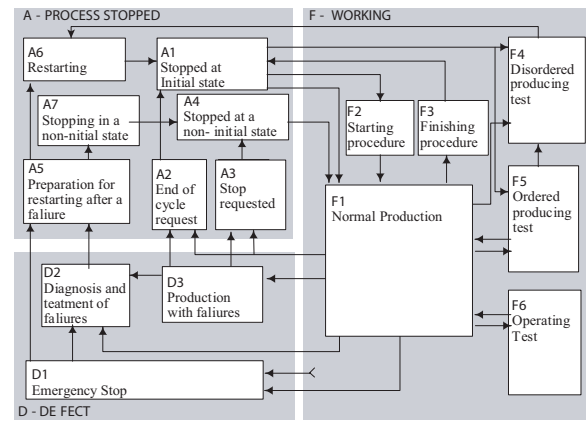 A - PROCESS STOPPED
F - WORKING
A6
Restarting
A1
Stopped at
Initial state
F4
Disordered
producing
test
A7
Stopping in a
non-nitial state
A4
Stopped at a
non- initial state
F2
Starting
procedure
F3
Finishing
procedure
A5
Preparation for
restarting after a
faliure
A2
End of
cycle
request
A3
Stop
requested
F1
Normal Production
F5
Ordered
producing
test
D2
Diagnosis and
teatment of
faliures
D3
Production
with faliures
F6
Operating
Test
D1
Emergency Stop
D - DE FECT